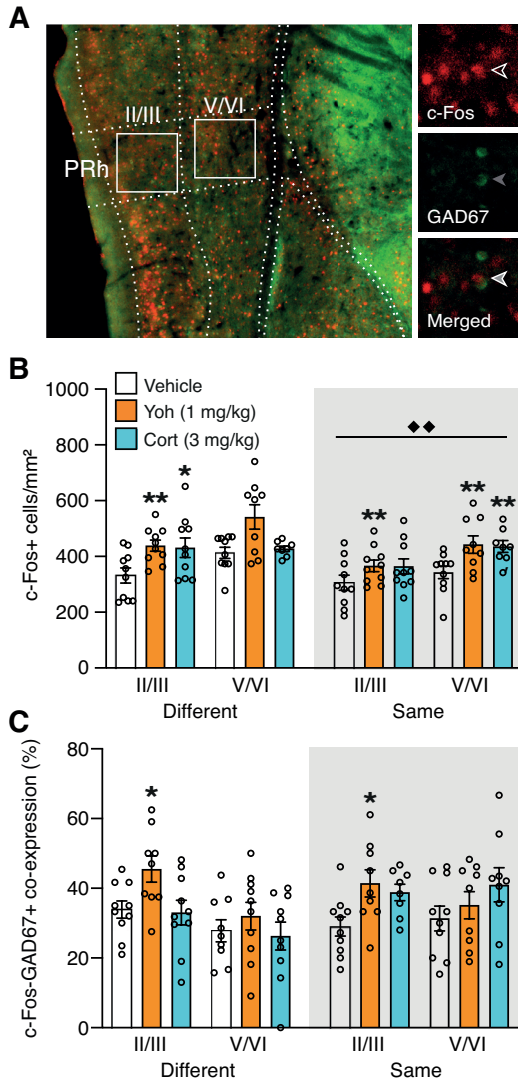 A
II/III
V/VI
PRh
c-Fos
GAD67
Merged
B
c-Fos+ cells/mm²
1000
800
600
400
200
0
Vehicle
Yoh (1 mg/kg)
Cort (3 mg/kg)
** * ◆◆ ** ** **
II/III V/VI II/III V/VI
Different Same
C
c-Fos-GAD67+ co-expression (%)
80
60
40
20
0
* *
II/III V/VI II/III V/VI
Different Same